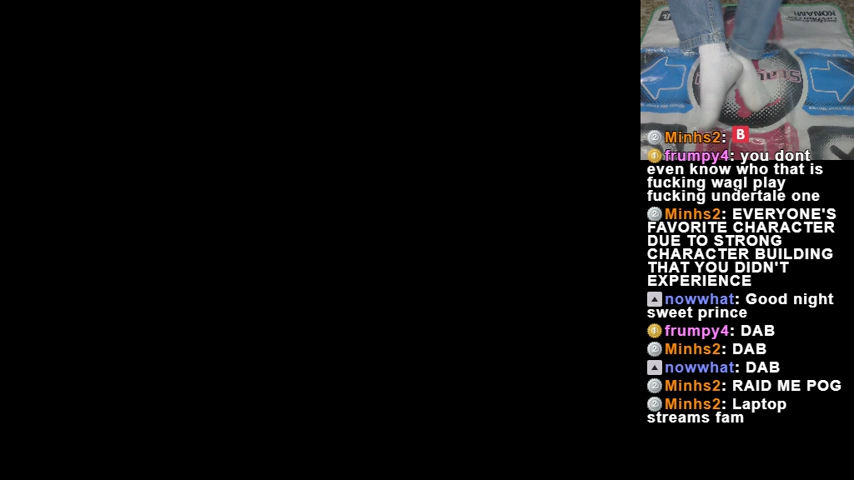 KONAMI
Minhs2: B
frumpy4: you dont
even know who that is
fucking wagl play
fucking undertale one
Minhs2: EVERYONE'S
FAVORITE CHARACTER
DUE TO STRONG
CHARACTER BUILDING
THAT YOU DIDN'T
EXPERIENCE
nowwhat: Good night
sweet prince
frumpy4: DAB
Minhs2: DAB
nowwhat: DAB
Minhs2: RAID ME POG
Minhs2: Laptop
streams fam